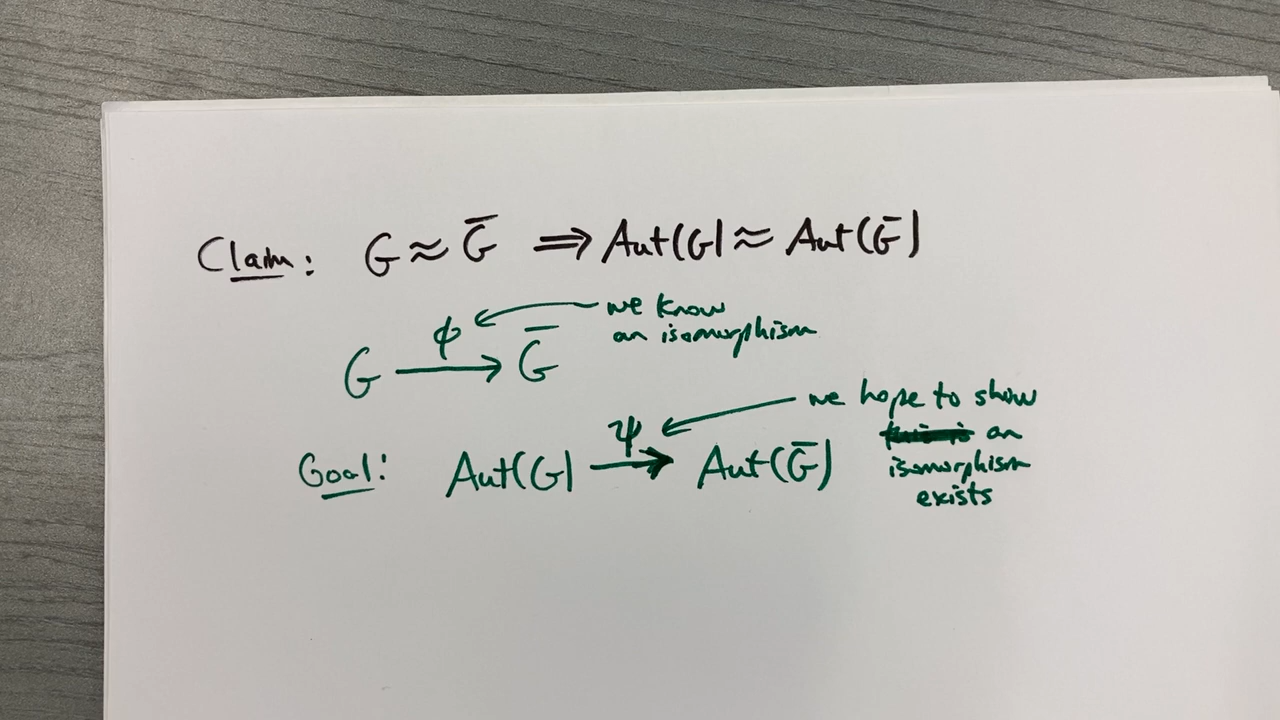 Claim: G ≈ Ḡ ⟹ Aut(G) ≈ Aut(Ḡ)
we know
an isomorphism
G —ϕ→ Ḡ
we hope to show
an
isomorphism
exists
Goal: Aut(G) —ψ→ Aut(Ḡ)